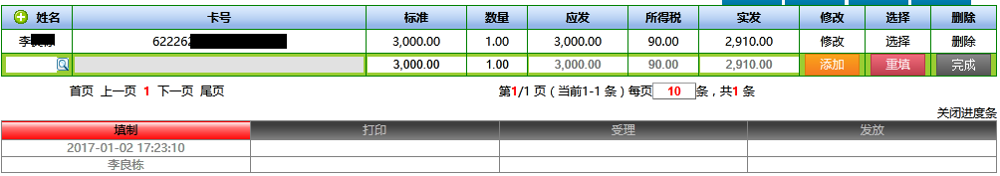 姓名 卡号 标准 数量 应发 所得税 实发 修改 选择 删除
李 62226 3,000.00 1.00 3,000.00 90.00 2,910.00 修改 选择 删除
3,000.00 1.00 3,000.00 90.00 2,910.00 添加 重填 完成
首页 上一页 1 下一页 尾页 第1/1 页 ( 当前1-1 条 ) 每页 10 条 , 共1 条
关闭进度条
填制 打印 受理 发放
2017-01-02 17:23:10
李良栋